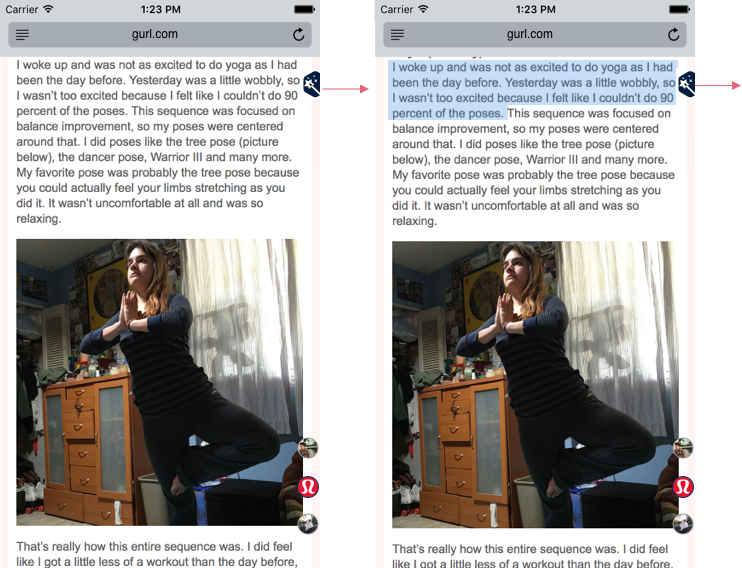 Carrier 1:23 PM
gurl.com
I woke up and was not as excited to do yoga as I had
been the day before. Yesterday was a little wobbly, so
I wasn't too excited because I felt like I couldn't do 90
percent of the poses. This sequence was focused on
balance improvement, so my poses were centered
around that. I did poses like the tree pose (picture
below), the dancer pose, Warrior III and many more.
My favorite pose was probably the tree pose because
you could actually feel your limbs stretching as you
did it. It wasn't uncomfortable at all and was so
relaxing.
That's really how this entire sequence was. I did feel
like I got a little less of a workout than the day before,
Carrier 1:23 PM
gurl.com
I woke up and was not as excited to do yoga as I had
been the day before. Yesterday was a little wobbly, so
I wasn't too excited because I felt like I couldn't do 90
percent of the poses. This sequence was focused on
balance improvement, so my poses were centered
around that. I did poses like the tree pose (picture
below), the dancer pose, Warrior III and many more.
My favorite pose was probably the tree pose because
you could actually feel your limbs stretching as you
did it. It wasn't uncomfortable at all and was so
relaxing.
That's really how this entire sequence was. I did feel
like I got a little less of a workout than the day before,